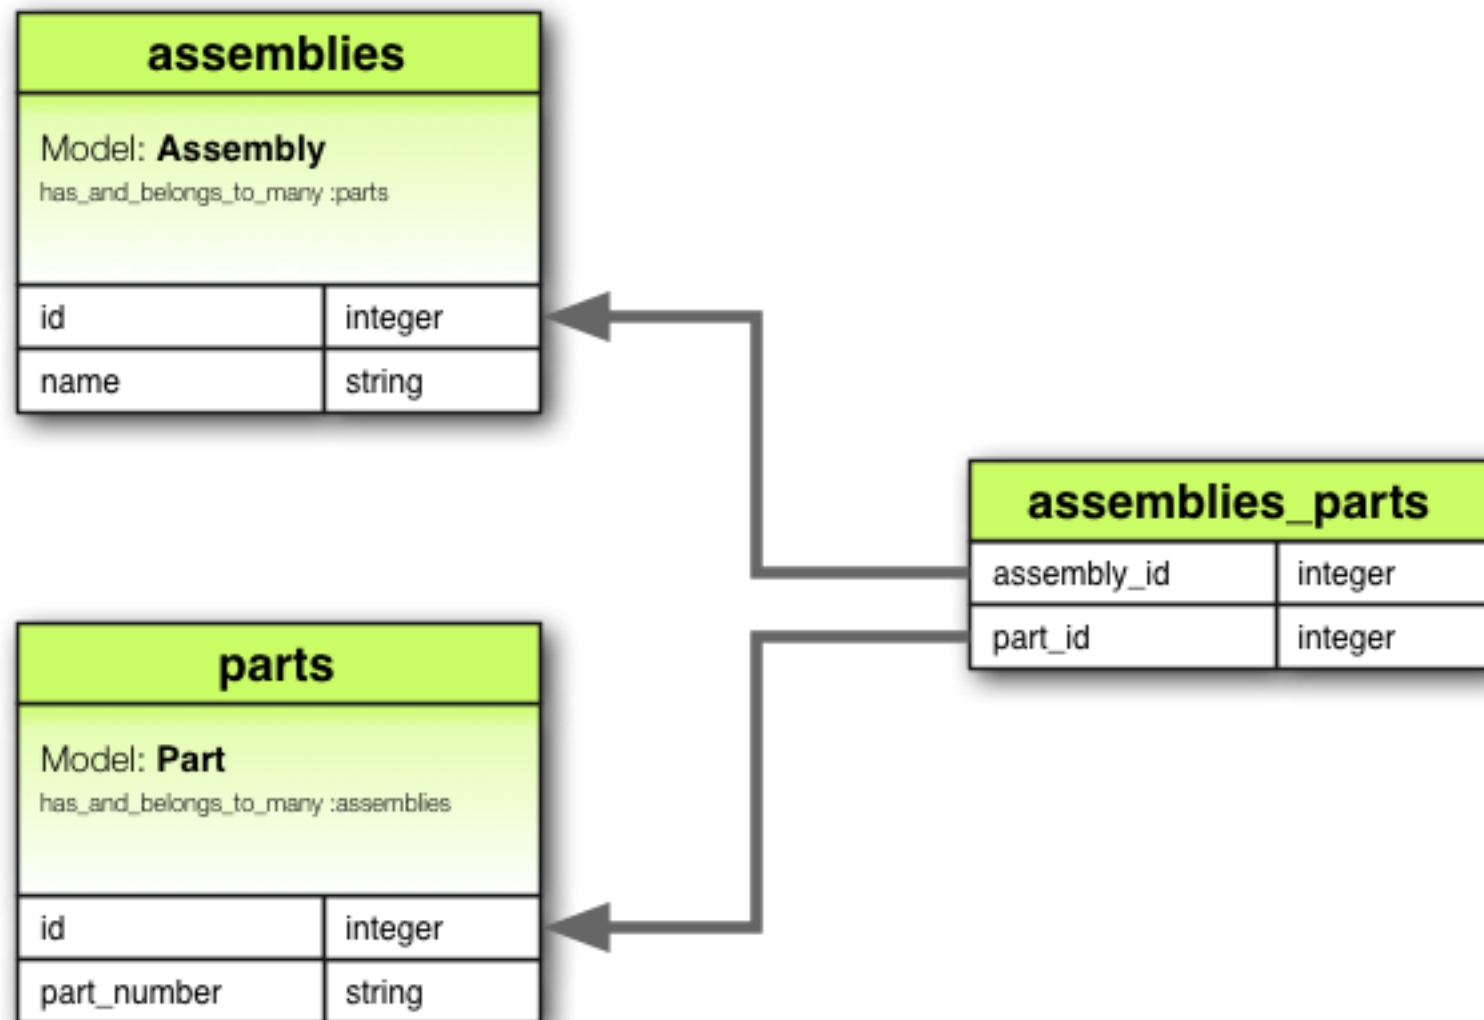 assemblies
Model: Assembly
has_and_belongs_to_many :parts
id integer
name string
assemblies_parts
assembly_id integer
part_id integer
parts
Model: Part
has_and_belongs_to_many :assemblies
id integer
part_number string